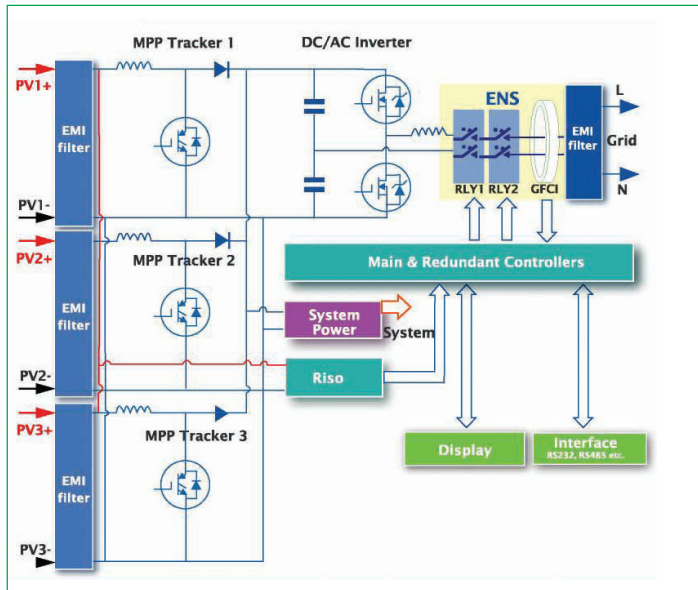 MPP Tracker 1
DC/AC Inverter
PV1+
EMI
filter
PV1-
ENS
L
EMI
filter
Grid
N
RLY1
RLY2
GFCI
PV2+
MPP Tracker 2
EMI
filter
PV2-
Main & Redundant Controllers
System
Power
System
Riso
PV3+
MPP Tracker 3
EMI
filter
PV3-
Display
Interface
RS232, RS485 etc.